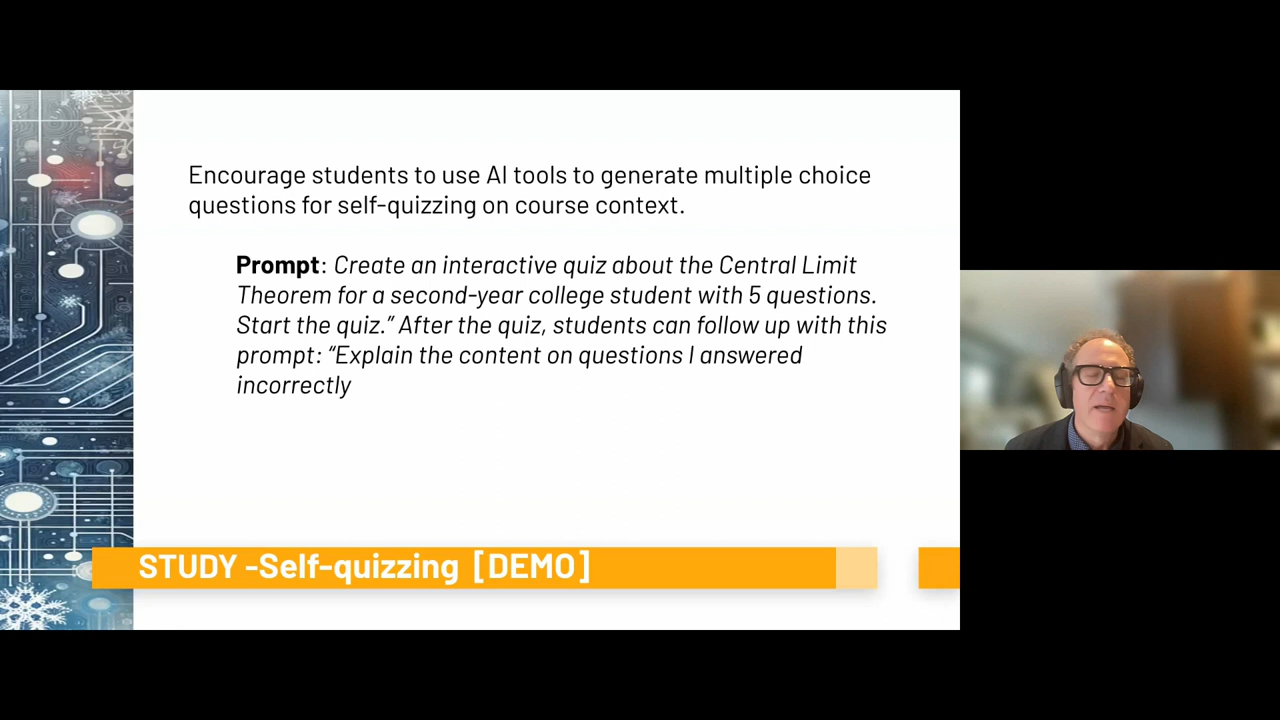 Encourage students to use AI tools to generate multiple choice
questions for self-quizzing on course context.
Prompt: Create an interactive quiz about the Central Limit
Theorem for a second-year college student with 5 questions.
Start the quiz.” After the quiz, students can follow up with this
prompt: “Explain the content on questions I answered
incorrectly
STUDY -Self-quizzing [DEMO]